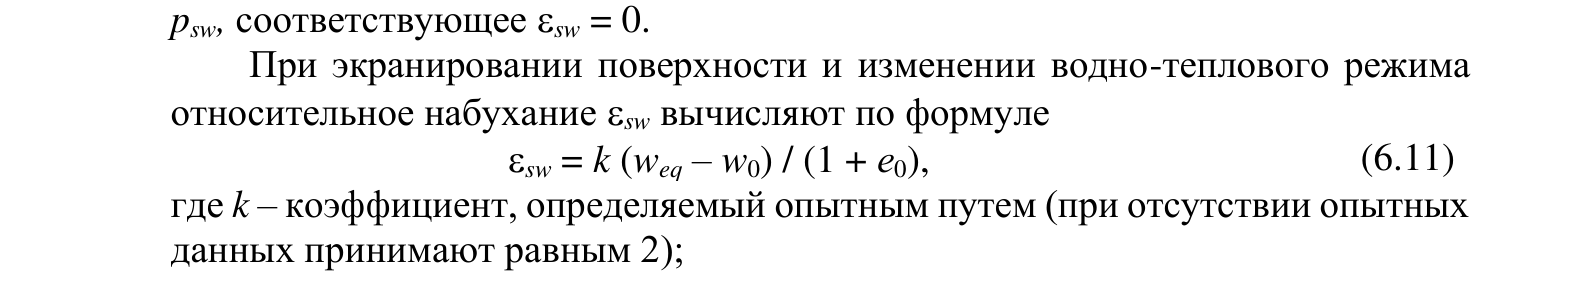 p_sw, соответствующее ε_sw = 0.
При экранировании поверхности и изменении водно-теплового режима
относительное набухание ε_sw вычисляют по формуле
ε_sw = k (w_eq – w_0) / (1 + e_0), (6.11)
где k – коэффициент, определяемый опытным путем (при отсутствии опытных
данных принимают равным 2);